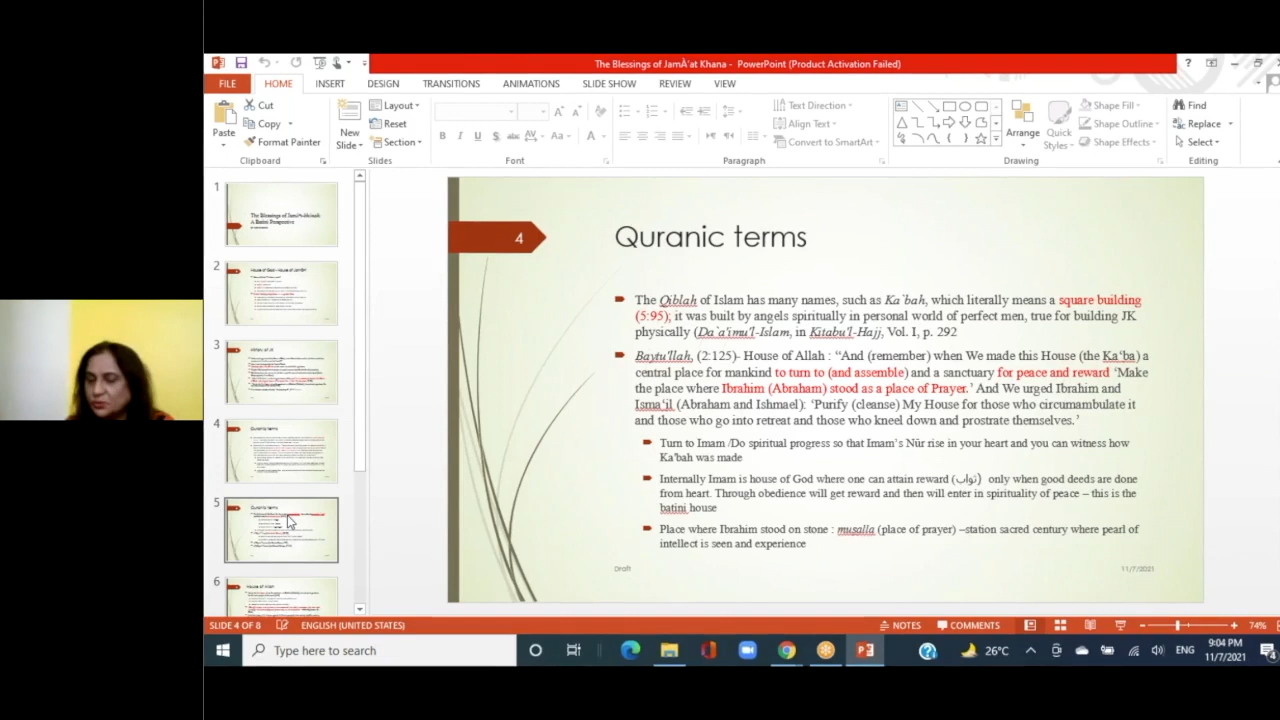 The Blessings of JamÀ'at Khana - PowerPoint (Product Activation Failed)
FILE HOME INSERT DESIGN TRANSITIONS ANIMATIONS SLIDE SHOW REVIEW VIEW
Paste
Cut
Copy
Format Painter
Clipboard
New
Slide
Layout
Reset
Section
Slides
Font
Paragraph
Text Direction
Align Text
Convert to SmartArt
Arrange
Quick
Styles
Shape Fill
Shape Outline
Shape Effects
Drawing
Find
Replace
Select
Editing
1
2
3
4
5
6
Quranic terms
House of Allah
4
Quranic terms
The Qiblah of Islam has many names, such as Ka`bah, which literally means a square building
(5:95); it was built by angels spiritually in personal world of perfect men, true for building JK
physically (Da`a'imu'l-Islam, in Kitabu'l-Hajj, Vol. I, p. 292
Baytu'llah, (2:125)- House of Allah : “And (remember) when We made this House (the Ka‘ba) a
central place for mankind to turn to (and assemble) and a sanctuary for peace and reward ‘Make
the place where Ibrahim (Abraham) stood as a place of Prayer. ‘And We urged Ibrahim and
Isma‘il (Abraham and Ishmael): ‘Purify (cleanse) My House for those who circumambulate it
and those who go into retreat and those who kneel down and prostrate themselves.’
Turn to Imam/Do spiritual progress so that Imam’s Nūr rise in your heart and you can witness how
Ka'bah was made
Internally Imam is house of God where one can attain reward (ثواب) only when good deeds are done
from heart. Through obedience will get reward and then will enter in spirituality of peace – this is the
batini house
Place where Ibrahim stood on stone : musalla (place of prayer) –station sacred century where pearl of
intellect is seen and experience
Draft
11/7/2021
SLIDE 4 OF 8 ENGLISH (UNITED STATES) NOTES COMMENTS 74%
Type here to search
26°C
ENG
9:04 PM
11/7/2021